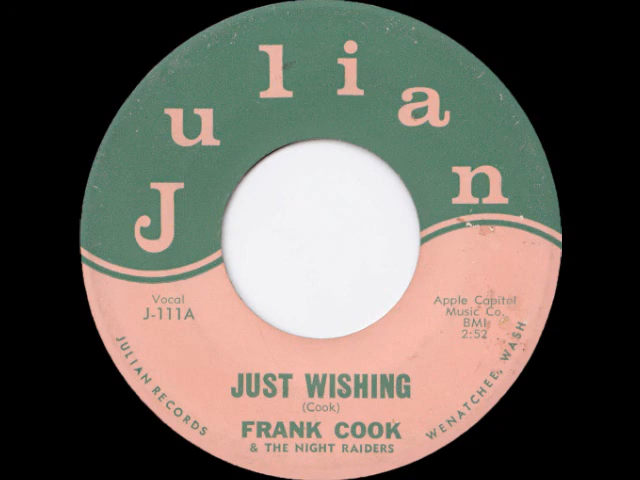 Julian
Vocal
J-111A
Apple Capitol
Music Co.
BMI
2:52
JUST WISHING
(Cook)
FRANK COOK
& THE NIGHT RAIDERS
JULIAN RECORDS
WENATCHEE, WASH